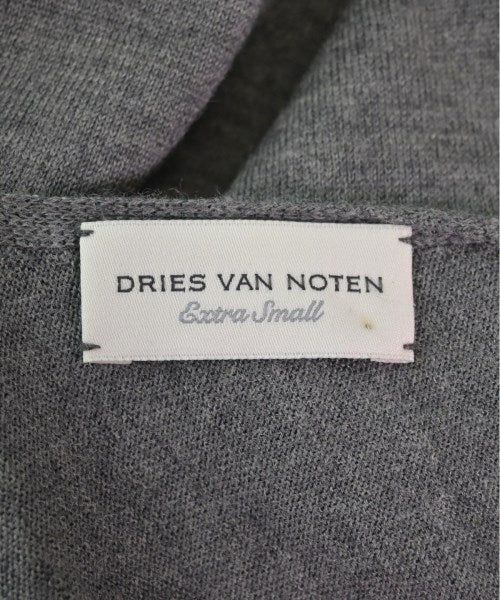 DRIES VAN NOTEN
Extra Small